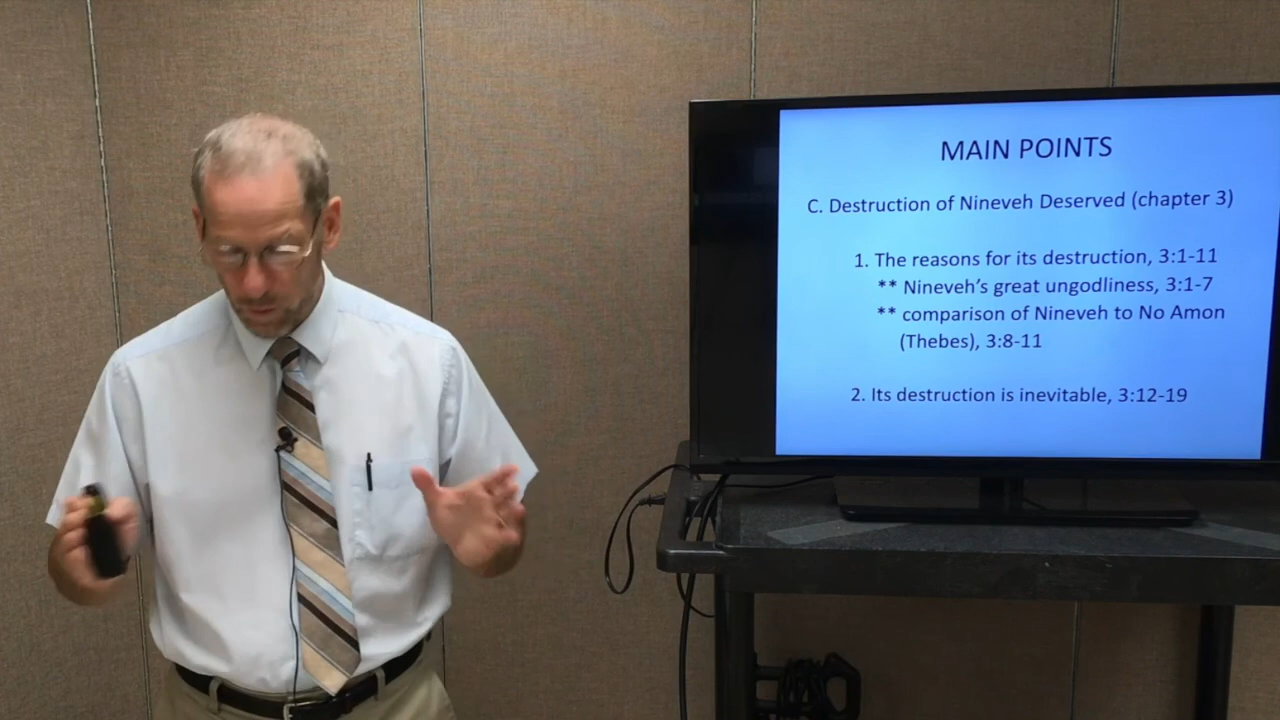 MAIN POINTS
C. Destruction of Nineveh Deserved (chapter 3)
1. The reasons for its destruction, 3:1-11
** Nineveh’s great ungodliness, 3:1-7
** comparison of Nineveh to No Amon
(Thebes), 3:8-11
2. Its destruction is inevitable, 3:12-19